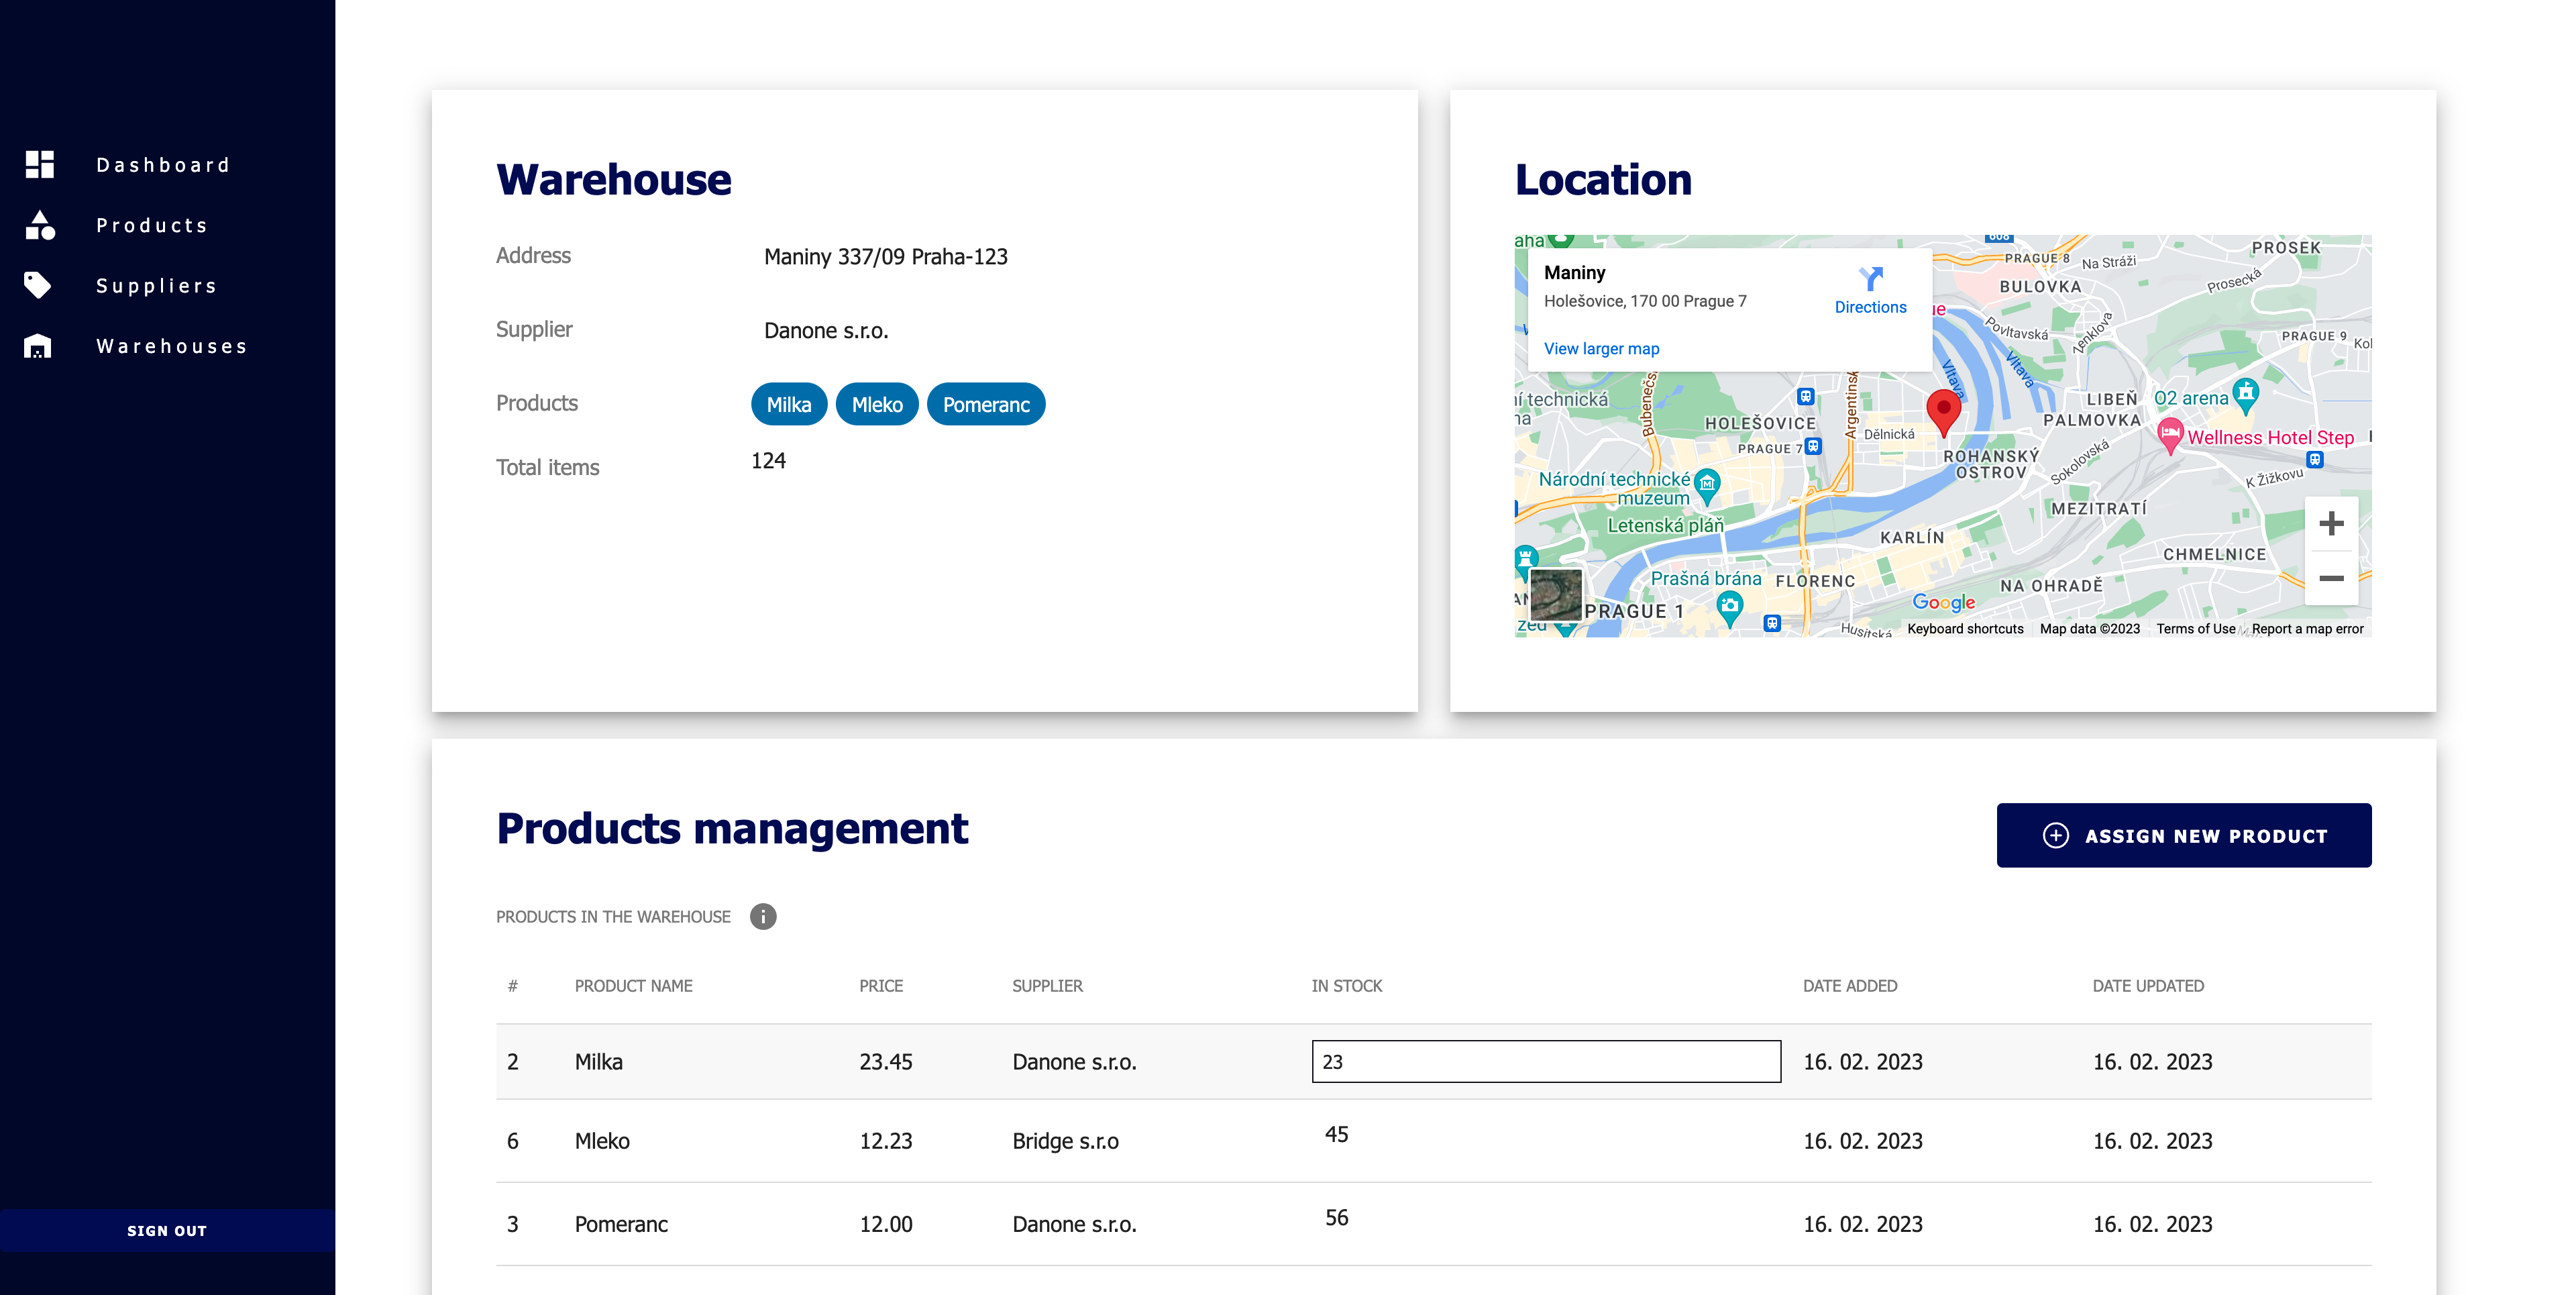 Dashboard
Products
Suppliers
Warehouses
SIGN OUT
Warehouse
Address
Maniny 337/09 Praha-123
Supplier
Danone s.r.o.
Products
Milka Mleko Pomeranc
Total items
124
Location
Maniny
Holešovice, 170 00 Prague 7
Directions
View larger map
608
PROSEK
PRAGUE 8
Na Stráži
BULOVKA
Prosecká
Povltavská
Zenklova
PRAGUE 9
Vltava
Vltava
LIBEŇ
O2 arena
PALMOVKA
Wellness Hotel Step
HOLEŠOVICE
Argentinsk
Bubenečs
Dělnická
PRAGUE 7
ROHANSKÝ
OSTROV
Sokolovská
K Žižkovu
í technická
Národní technické
muzeum
Letenská pláň
MEZITRATÍ
KARLÍN
CHMELNICE
Prašná brána
FLORENC
NA OHRADĚ
PRAGUE 1
Google
Husitská
Keyboard shortcuts
Map data ©2023
Terms of Use
Report a map error
Products management
ASSIGN NEW PRODUCT
PRODUCTS IN THE WAREHOUSE
# PRODUCT NAME PRICE SUPPLIER IN STOCK DATE ADDED DATE UPDATED
2 Milka 23.45 Danone s.r.o. 23 16. 02. 2023 16. 02. 2023
6 Mleko 12.23 Bridge s.r.o 45 16. 02. 2023 16. 02. 2023
3 Pomeranc 12.00 Danone s.r.o. 56 16. 02. 2023 16. 02. 2023